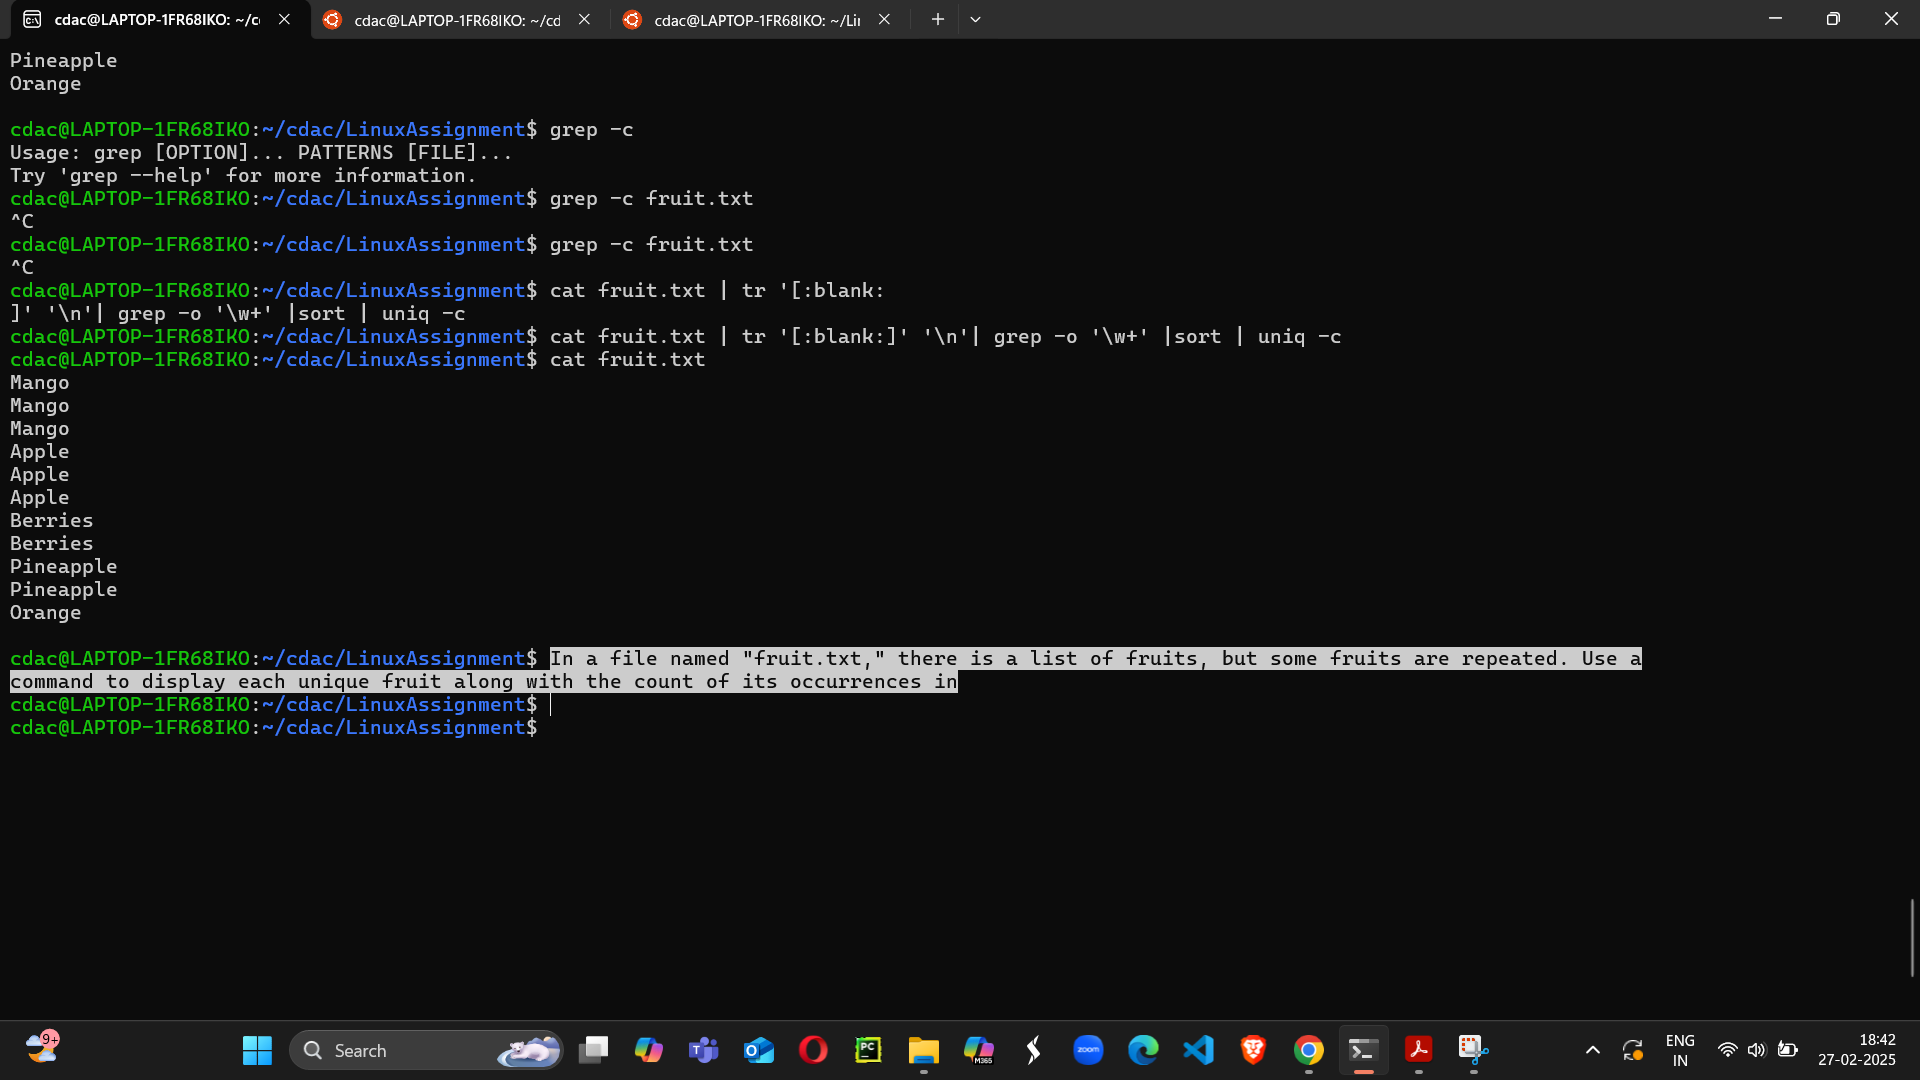 cdac@LAPTOP-1FR68IKO: ~/c
cdac@LAPTOP-1FR68IKO: ~/cd
cdac@LAPTOP-1FR68IKO: ~/Li
Pineapple
Orange
cdac@LAPTOP-1FR68IKO:~/cdac/LinuxAssignment$ grep -c
Usage: grep [OPTION]... PATTERNS [FILE]...
Try 'grep --help' for more information.
cdac@LAPTOP-1FR68IKO:~/cdac/LinuxAssignment$ grep -c fruit.txt
^C
cdac@LAPTOP-1FR68IKO:~/cdac/LinuxAssignment$ grep -c fruit.txt
^C
cdac@LAPTOP-1FR68IKO:~/cdac/LinuxAssignment$ cat fruit.txt | tr '[:blank:
]' '\n'| grep -o '\w+' |sort | uniq -c
cdac@LAPTOP-1FR68IKO:~/cdac/LinuxAssignment$ cat fruit.txt | tr '[:blank:]' '\n'| grep -o '\w+' |sort | uniq -c
cdac@LAPTOP-1FR68IKO:~/cdac/LinuxAssignment$ cat fruit.txt
Mango
Mango
Mango
Apple
Apple
Apple
Berries
Berries
Pineapple
Pineapple
Orange
cdac@LAPTOP-1FR68IKO:~/cdac/LinuxAssignment$ In a file named "fruit.txt," there is a list of fruits, but some fruits are repeated. Use a
command to display each unique fruit along with the count of its occurrences in
cdac@LAPTOP-1FR68IKO:~/cdac/LinuxAssignment$
cdac@LAPTOP-1FR68IKO:~/cdac/LinuxAssignment$
9+
Search
PC
M365
zoom
ENG
IN
18:42
27-02-2025